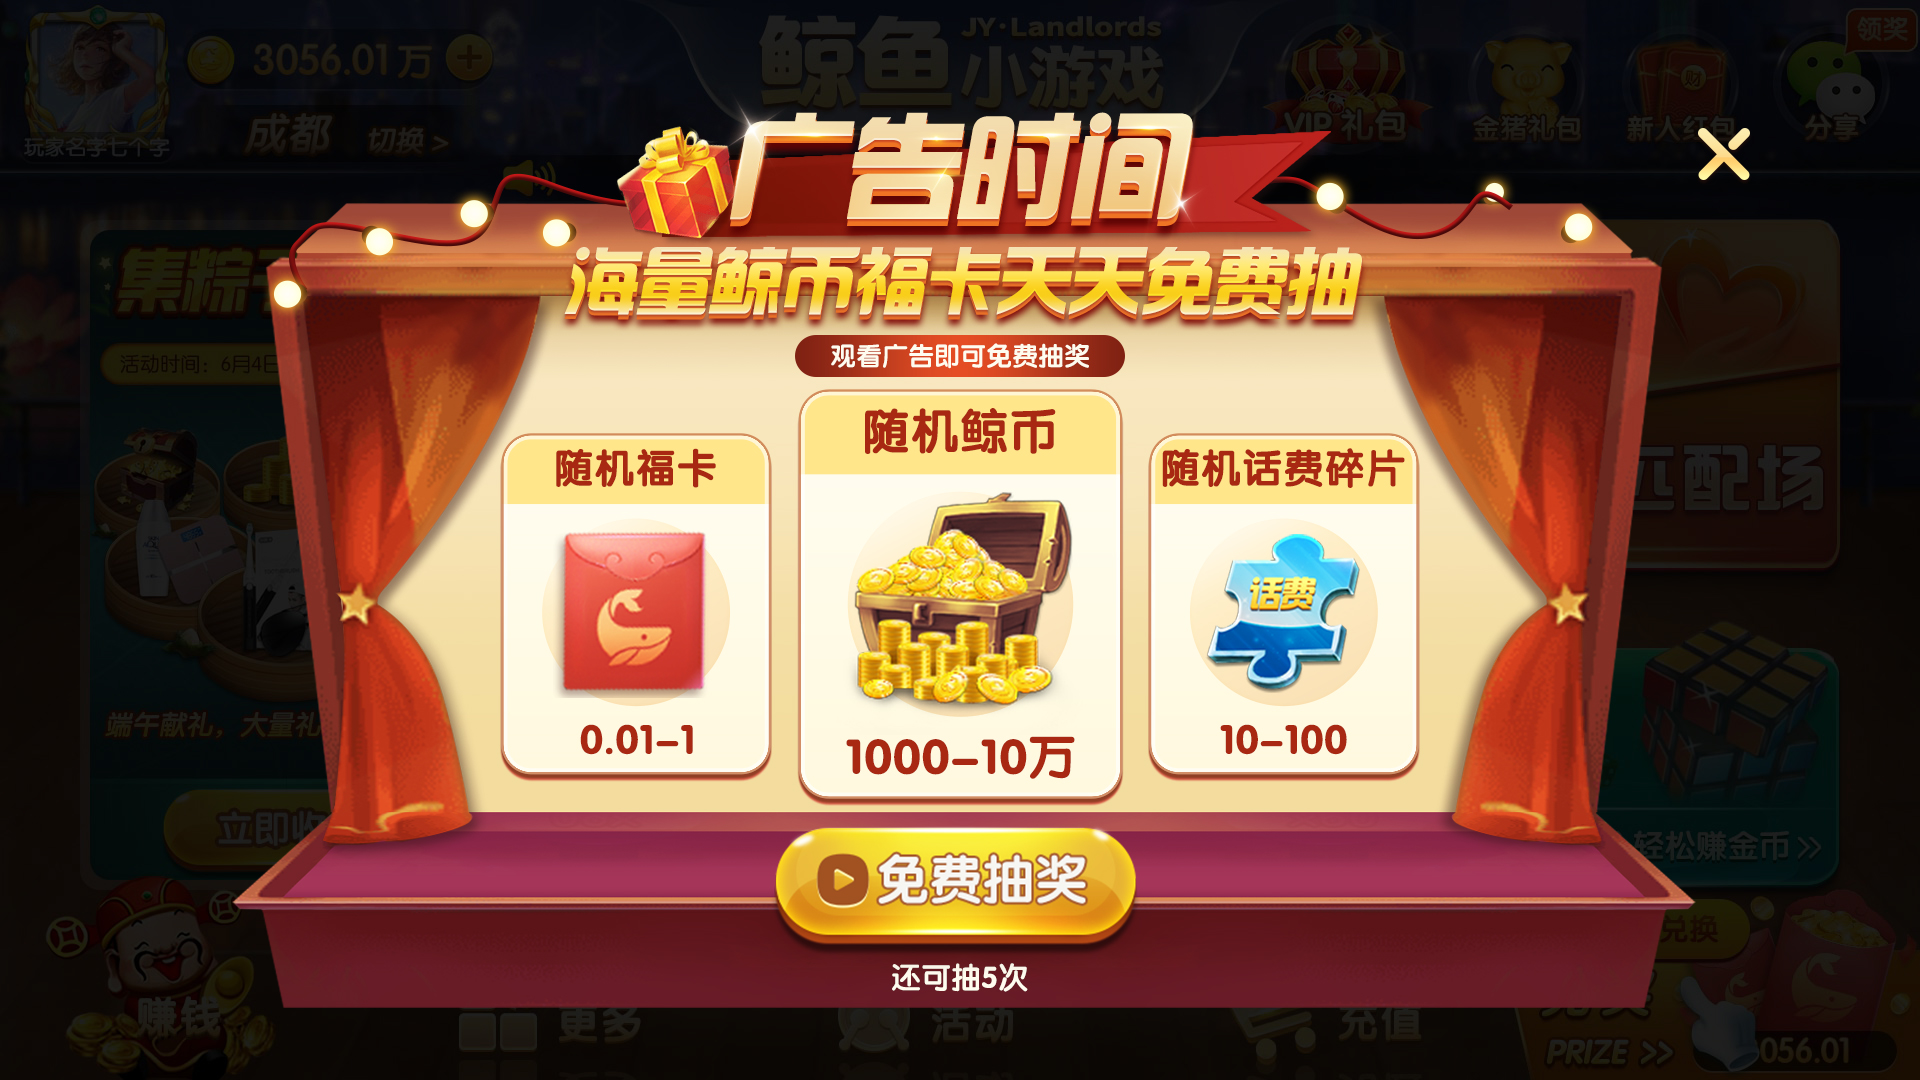 3056.01万
成都
切换 >
玩家名字七个字
JY·Landlords
鲸鱼
小游戏
VIP 礼包
金猪礼包
新人红包
财
分享
领奖
广告时间
海量鲸币福卡天天免费抽
观看广告即可免费抽奖
随机福卡
0.01-1
随机鲸币
1000-10万
随机话费碎片
话费
10-100
免费抽奖
还可抽5次
集粽
活动时间：6月4日
端午献礼，大量礼
立即
匹配场
轻松赚金币 >>
兑换
赚钱
更多
活动
充值
PRIZE >>
056.01